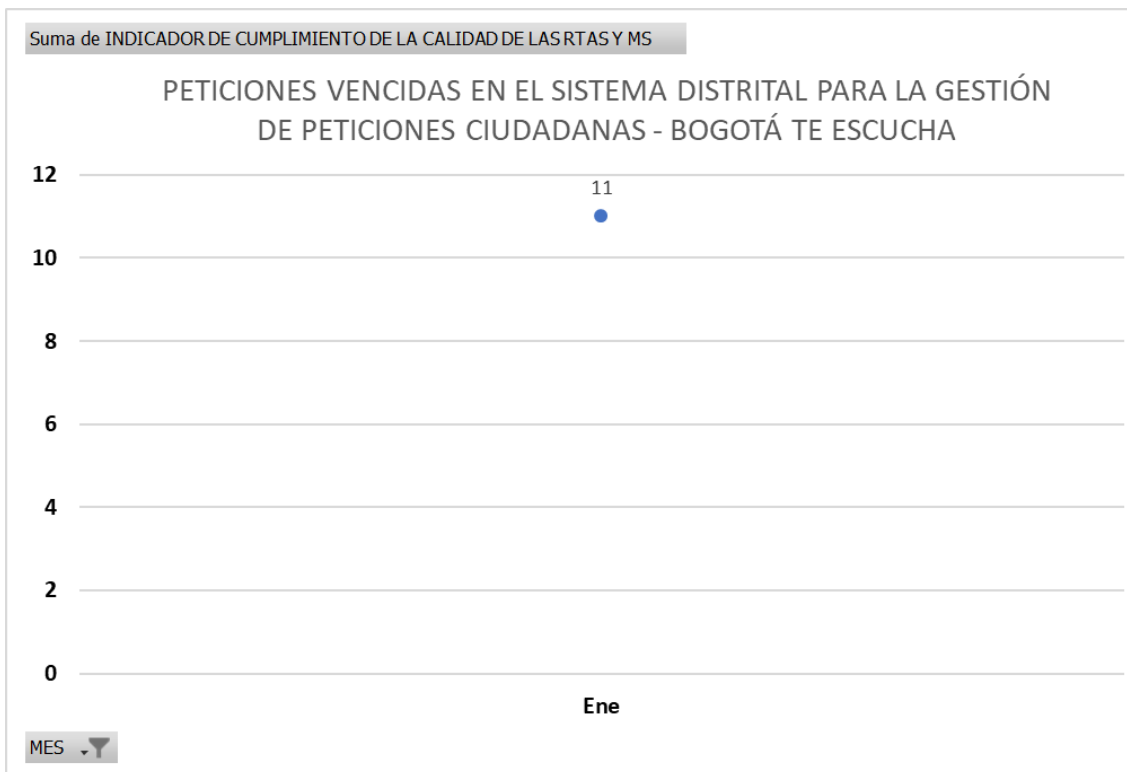 Suma de INDICADOR DE CUMPLIMIENTO DE LA CALIDAD DE LAS RTAS Y MS
PETICIONES VENCIDAS EN EL SISTEMA DISTRITAL PARA LA GESTIÓN
DE PETICIONES CIUDADANAS - BOGOTÁ TE ESCUCHA
12
11
10
8
6
4
2
0
Ene
MES